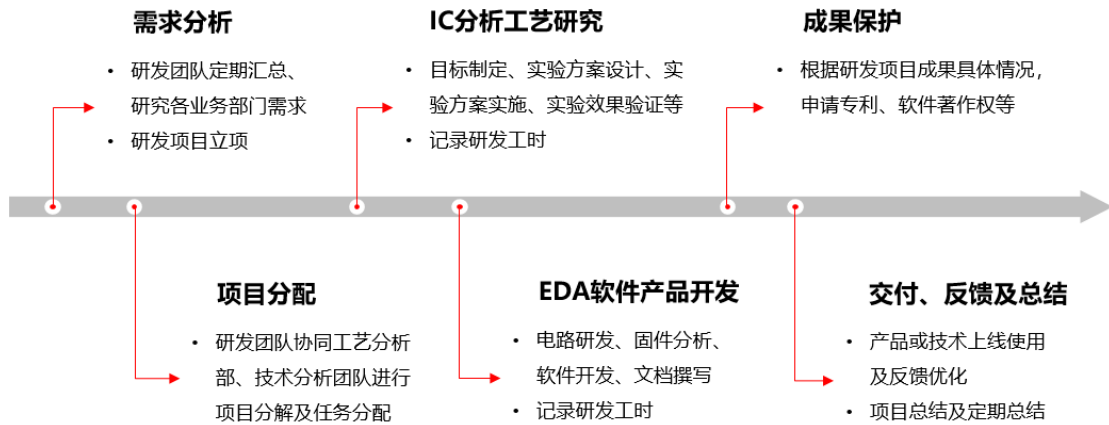 需求分析
• 研发团队定期汇总、
研究各业务部门需求
• 研发项目立项
IC分析工艺研究
• 目标制定、实验方案设计、实
验方案实施、实验效果验证等
• 记录研发工时
成果保护
• 根据研发项目成果具体情况，
申请专利、软件著作权等
项目分配
• 研发团队协同工艺分析
部、技术分析团队进行
项目分解及任务分配
EDA软件产品开发
• 电路研发、固件分析、
软件开发、文档撰写
• 记录研发工时
交付、反馈及总结
• 产品或技术上线使用
及反馈优化
• 项目总结及定期总结